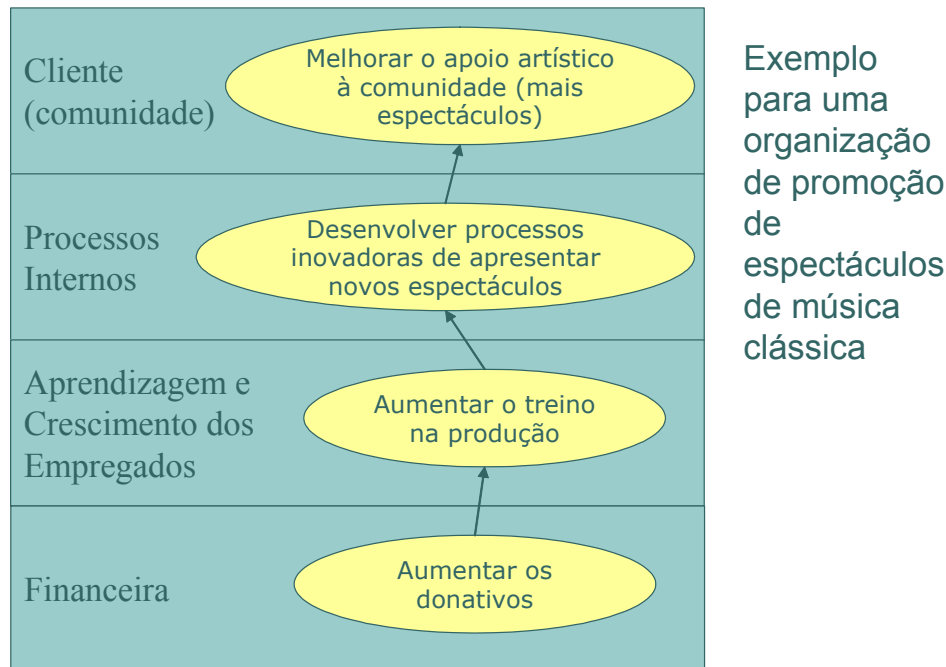 Cliente
(comunidade)
Melhorar o apoio artístico
à comunidade (mais
espectáculos)
Processos
Internos
Desenvolver processos
inovadoras de apresentar
novos espectáculos
Aprendizagem e
Crescimento dos
Empregados
Aumentar o treino
na produção
Financeira
Aumentar os
donativos
Exemplo
para uma
organização
de promoção
de
espectáculos
de música
clássica